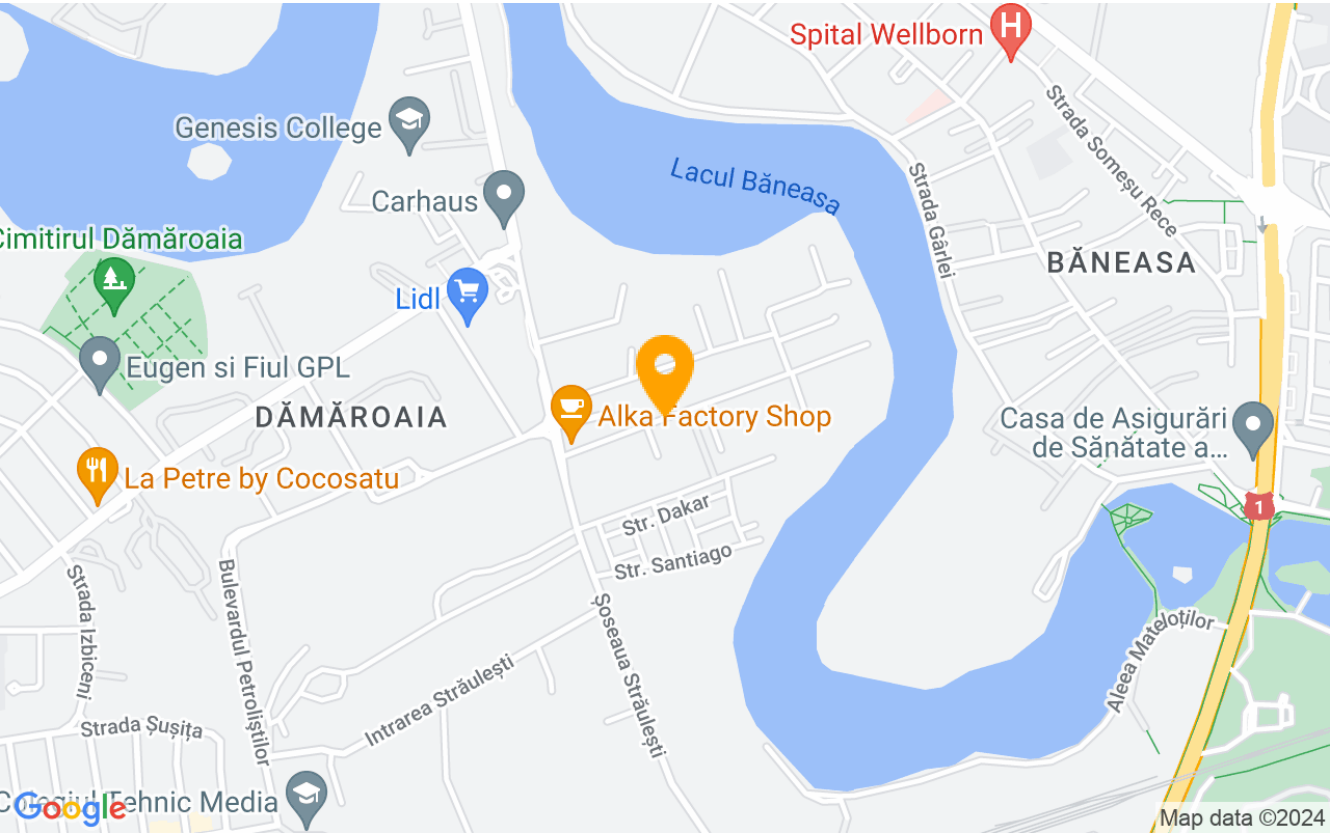 Spital Wellborn
H
Genesis College
Strada Someșu Rece
Lacul Băneasa
Strada Gârlei
Carhaus
Cimitirul Dămăroaia
BĂNEASA
Lidl
Eugen si Fiul GPL
DĂMĂROAIA
Alka Factory Shop
Casa de Asigurări
de Sănătate a...
La Petre by Cocosatu
1
Str. Dakar
Str. Santiago
Strada Izbiceni
Bulevardul Petroliștilor
Șoseaua Străulești
Aleea Mateloților
Intrarea Străulești
Strada Șușița
Colegiul Tehnic Media
Google
Map data ©2024